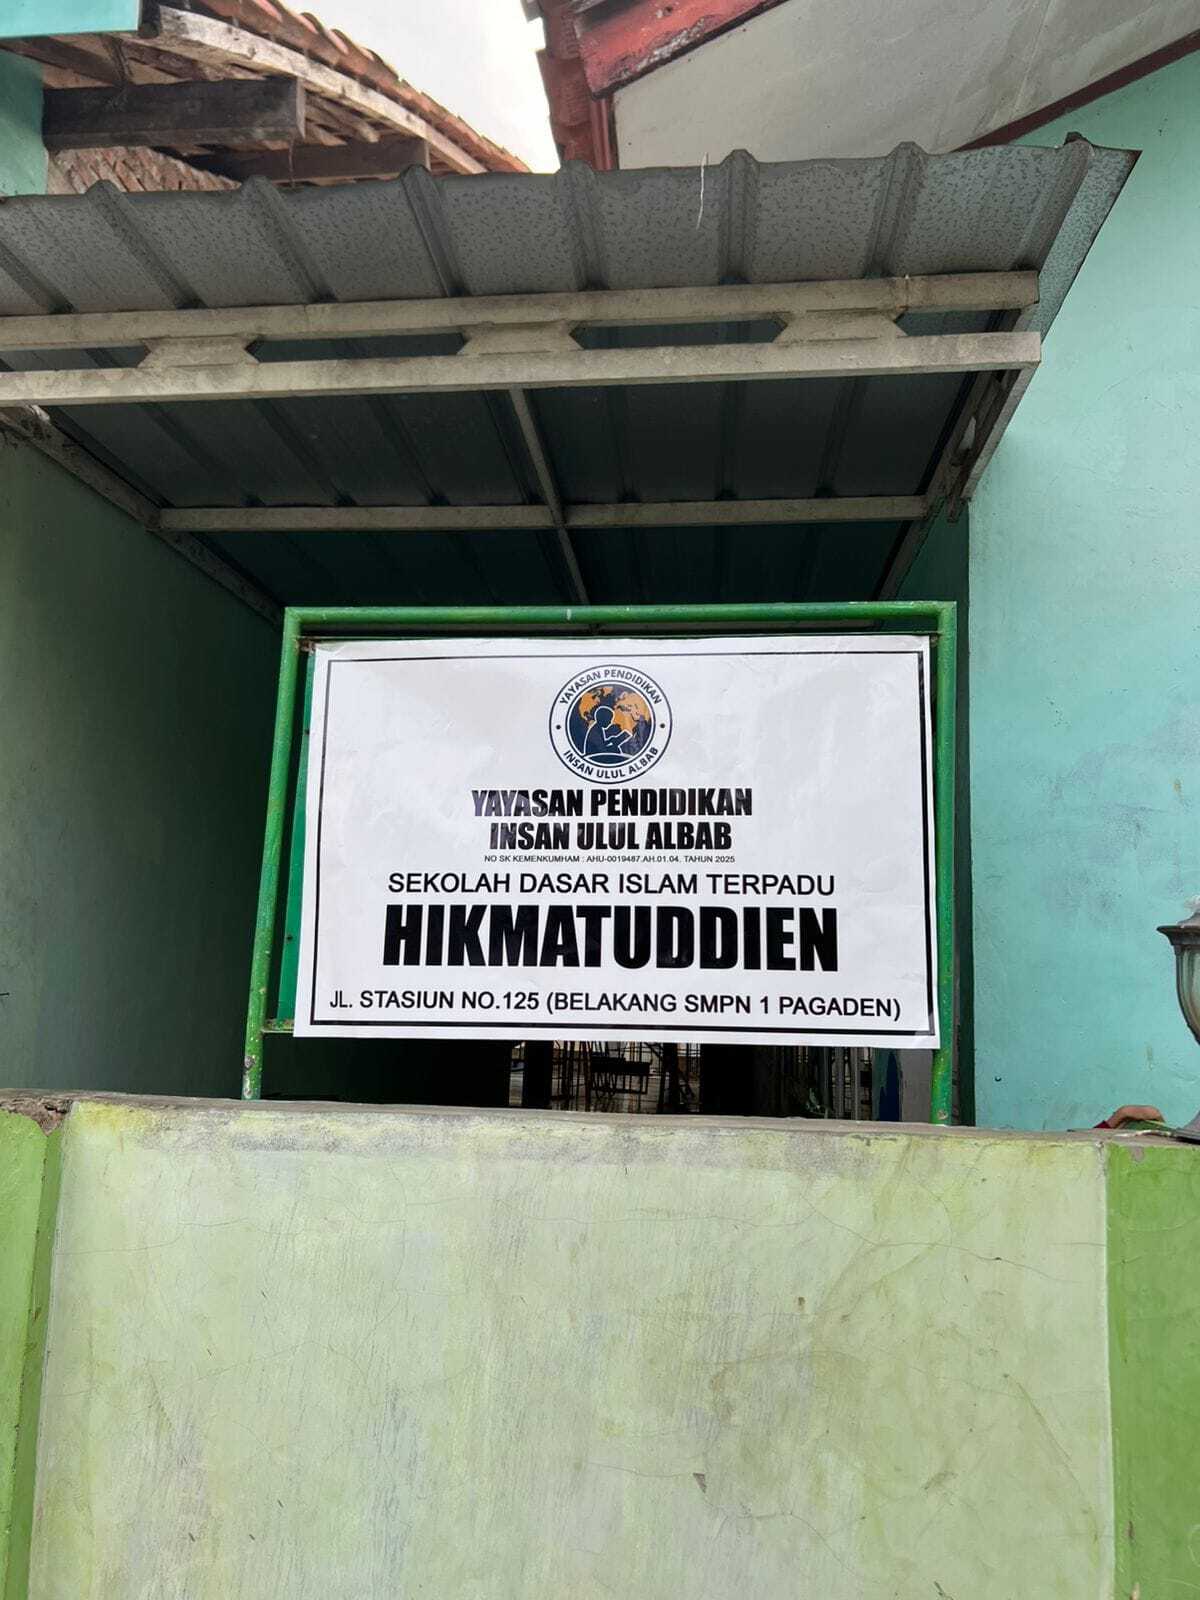 YAYASAN PENDIDIKAN
INSAN ULUL ALBAB
YAYASAN PENDIDIKAN
INSAN ULUL ALBAB
NO SK KEMENKUMHAM : AHU-0019487.AH.01.04. TAHUN 2025
SEKOLAH DASAR ISLAM TERPADU
HIKMATUDDIEN
JL. STASIUN NO.125 (BELAKANG SMPN 1 PAGADEN)